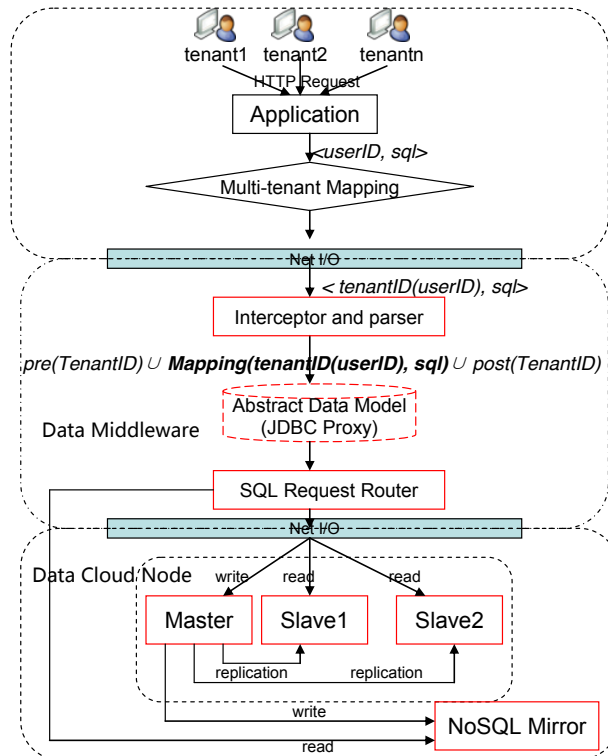 tenant1 tenant2 tenantn
HTTP Request
Application
<userID, sql>
Multi-tenant Mapping
Net I/O
< tenantID(userID), sql>
Interceptor and parser
pre(TenantID) ∪ Mapping(tenantID(userID), sql) ∪ post(TenantID)
Abstract Data Model
(JDBC Proxy)
Data Middleware
SQL Request Router
Net I/O
Data Cloud Node
write read read
Master Slave1 Slave2
replication replication
write
NoSQL Mirror
read